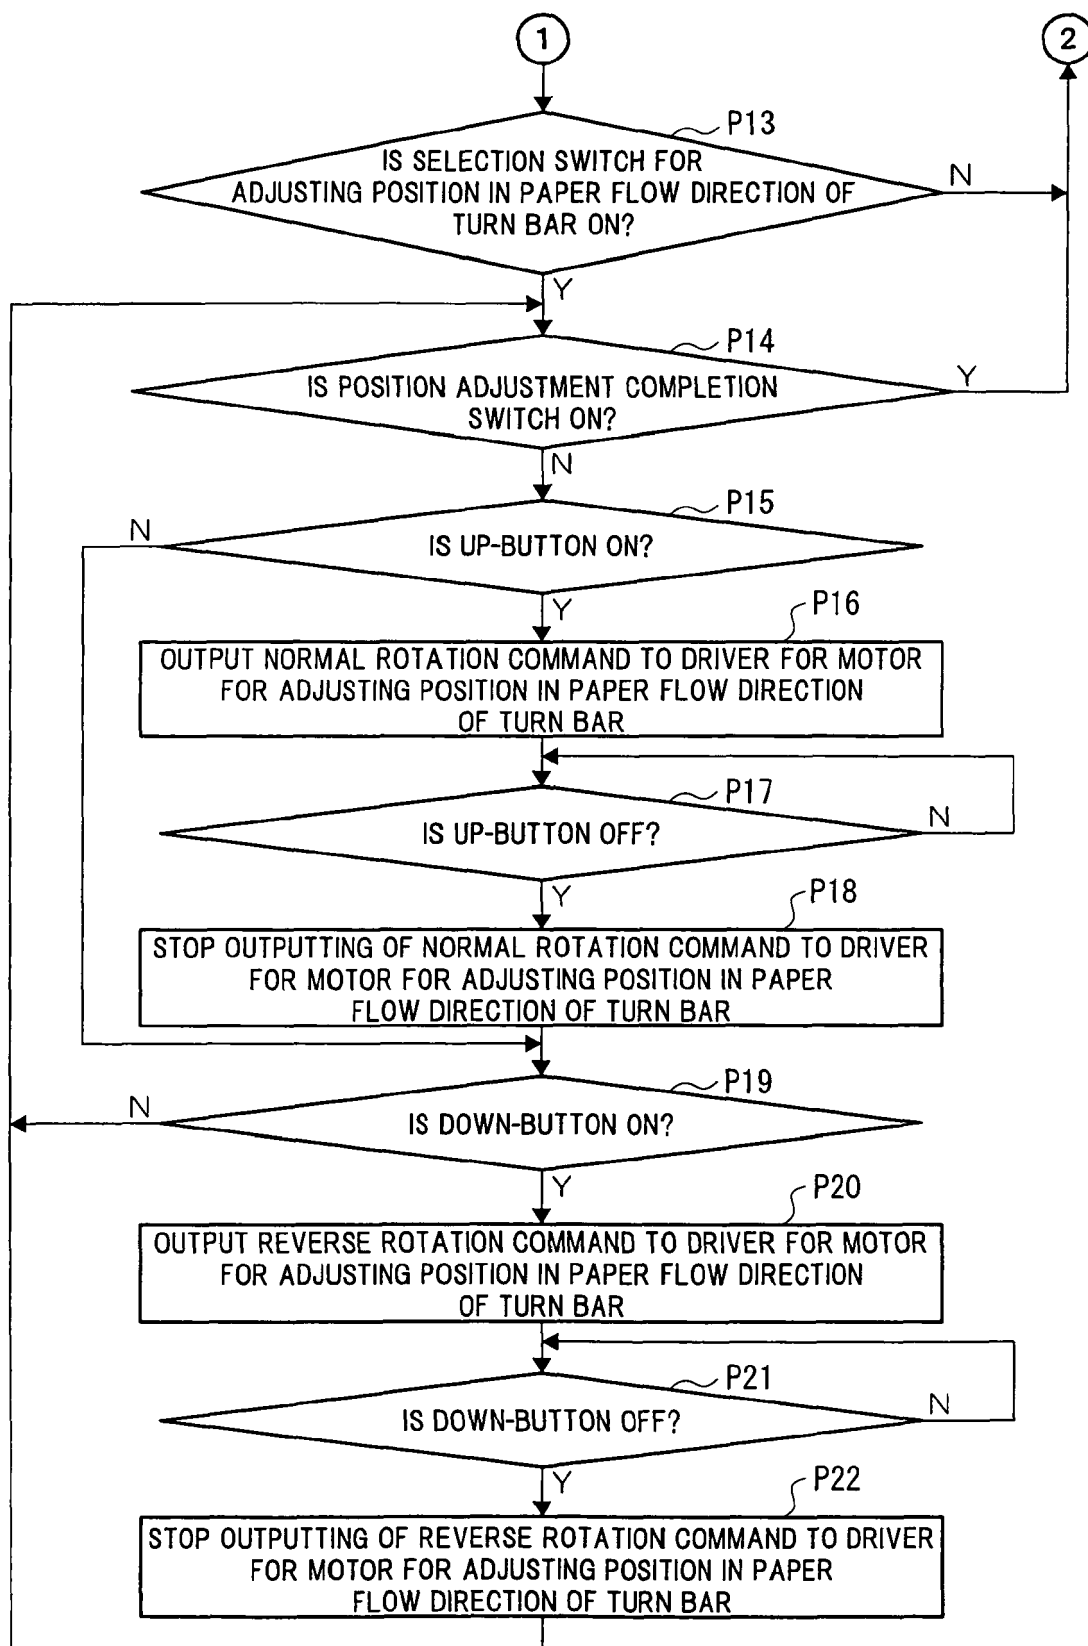 1
2
P13
IS SELECTION SWITCH FOR
ADJUSTING POSITION IN PAPER FLOW DIRECTION OF
TURN BAR ON?
N
Y
P14
IS POSITION ADJUSTMENT COMPLETION
SWITCH ON?
Y
N
P15
N
IS UP-BUTTON ON?
Y
P16
OUTPUT NORMAL ROTATION COMMAND TO DRIVER FOR MOTOR
FOR ADJUSTING POSITION IN PAPER FLOW DIRECTION
OF TURN BAR
P17
IS UP-BUTTON OFF?
N
Y
P18
STOP OUTPUTTING OF NORMAL ROTATION COMMAND TO DRIVER
FOR MOTOR FOR ADJUSTING POSITION IN PAPER
FLOW DIRECTION OF TURN BAR
P19
N
IS DOWN-BUTTON ON?
Y
P20
OUTPUT REVERSE ROTATION COMMAND TO DRIVER FOR MOTOR
FOR ADJUSTING POSITION IN PAPER FLOW DIRECTION
OF TURN BAR
P21
IS DOWN-BUTTON OFF?
N
Y
P22
STOP OUTPUTTING OF REVERSE ROTATION COMMAND TO DRIVER
FOR MOTOR FOR ADJUSTING POSITION IN PAPER
FLOW DIRECTION OF TURN BAR